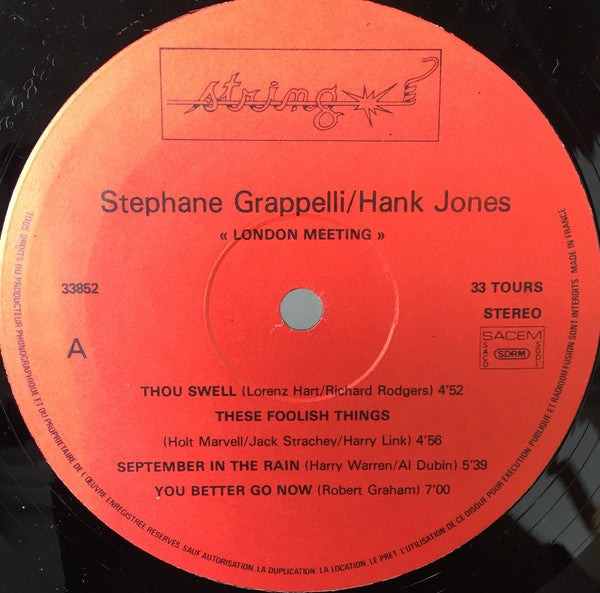 string
Stephane Grappelli/Hank Jones
« LONDON MEETING »
33852
33 TOURS
STEREO
A
SACEM
SACD
SDRM
SGDL
THOU SWELL (Lorenz Hart/Richard Rodgers) 4'52
THESE FOOLISH THINGS
(Holt Marvell/Jack Strachey/Harry Link) 4'56
SEPTEMBER IN THE RAIN (Harry Warren/Al Dubin) 5'39
YOU BETTER GO NOW (Robert Graham) 7'00
TOUS DROITS DU PRODUCTEUR PHONOGRAPHIQUE ET DU PROPRIETAIRE DE L'ŒUVRE ENREGISTREE RESERVES. SAUF AUTORISATION, LA DUPLICATION, LA LOCATION, LE PRET, L'UTILISATION DE CE DISQUE POUR EXECUTION PUBLIQUE ET RADIODIFFUSION SONT INTERDITS. MADE IN FRANCE